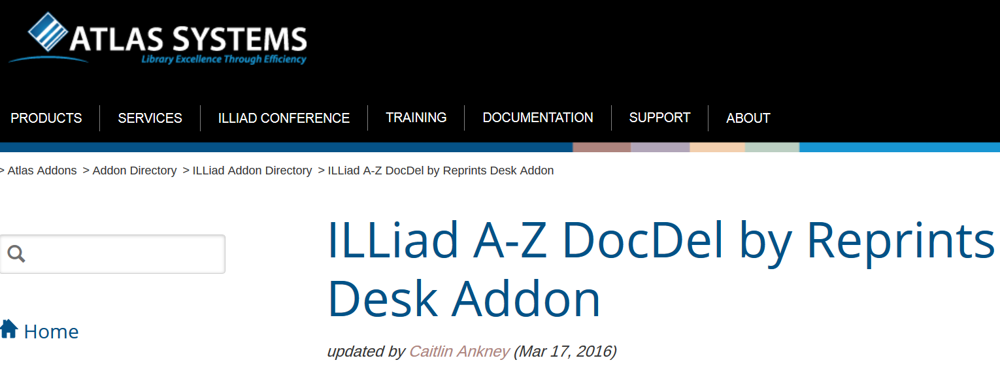 ATLAS SYSTEMS
Library Excellence Through Efficiency
PRODUCTS SERVICES ILLIAD CONFERENCE TRAINING DOCUMENTATION SUPPORT ABOUT
> Atlas Addons > Addon Directory > ILLiad Addon Directory > ILLiad A-Z DocDel by Reprints Desk Addon
ILLiad A-Z DocDel by Reprints
Desk Addon
Home
updated by Caitlin Ankney (Mar 17, 2016)